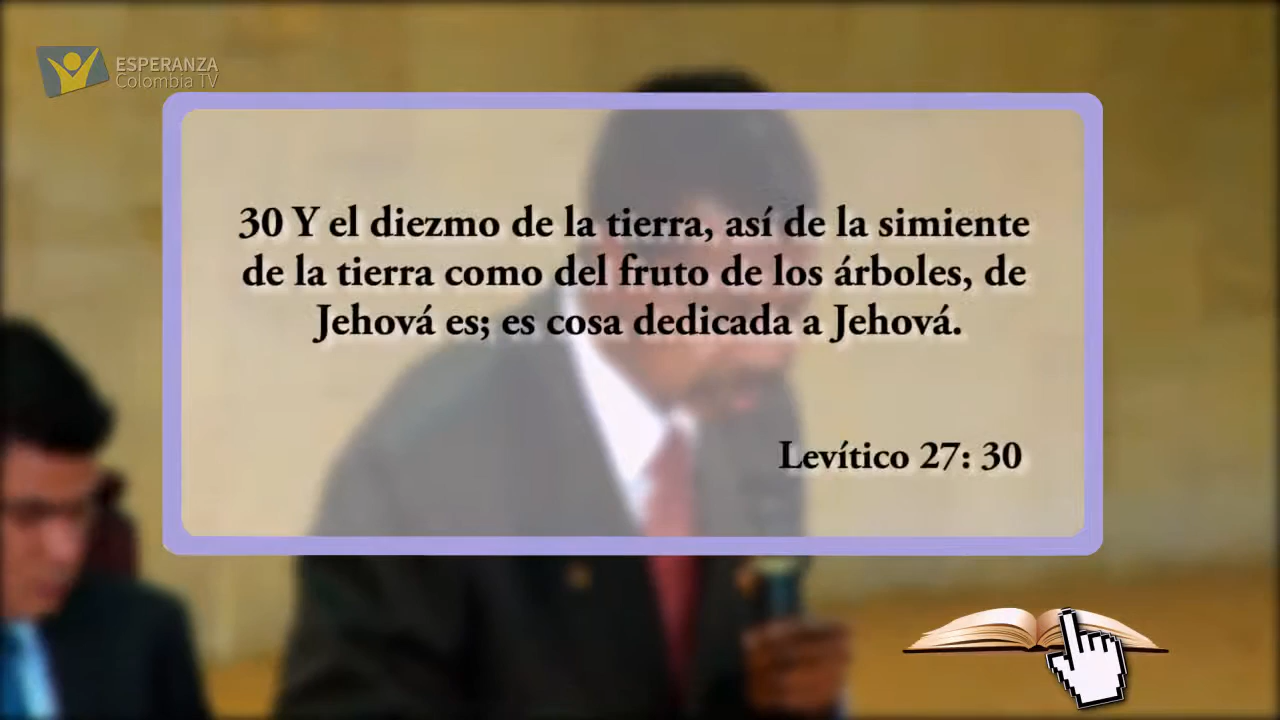 ESPERANZA
Colombia TV
30 Y el diezmo de la tierra, así de la simiente
de la tierra como del fruto de los árboles, de
Jehová es; es cosa dedicada a Jehová.
Levítico 27: 30